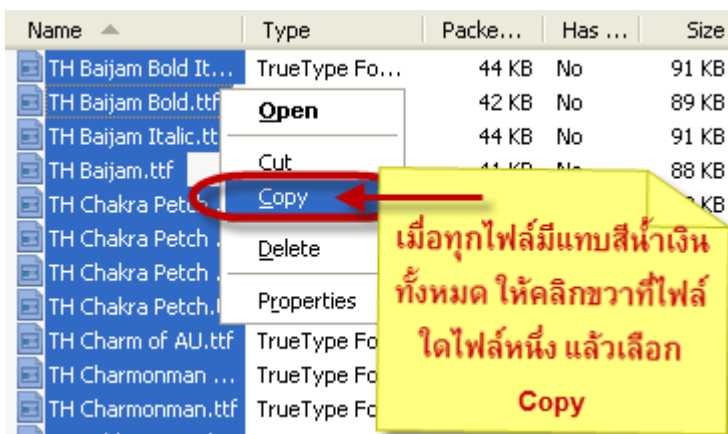 Name Type Packe... Has ... Size
TH Baijam Bold It... TrueType Fo... 44 KB No 91 KB
TH Baijam Bold.ttf 42 KB No 89 KB
Open
TH Baijam Italic.tt 44 KB No 91 KB
TH Baijam.ttf 88 KB
Cut
TH Chakra Petch KB
Copy
TH Chakra Petch
Delete
TH Chakra Petch
TH Chakra Petch.
Properties
TH Charm of AU.ttf TrueType Fo
TH Charmonman ... TrueType Fo
TH Charmonman.ttf TrueType Fo
เมื่อทุกไฟล์มีแทบสีน้ำเงิน
ทั้งหมด ให้คลิกขวาที่ไฟล์
ใดไฟล์หนึ่ง แล้วเลือก
Copy